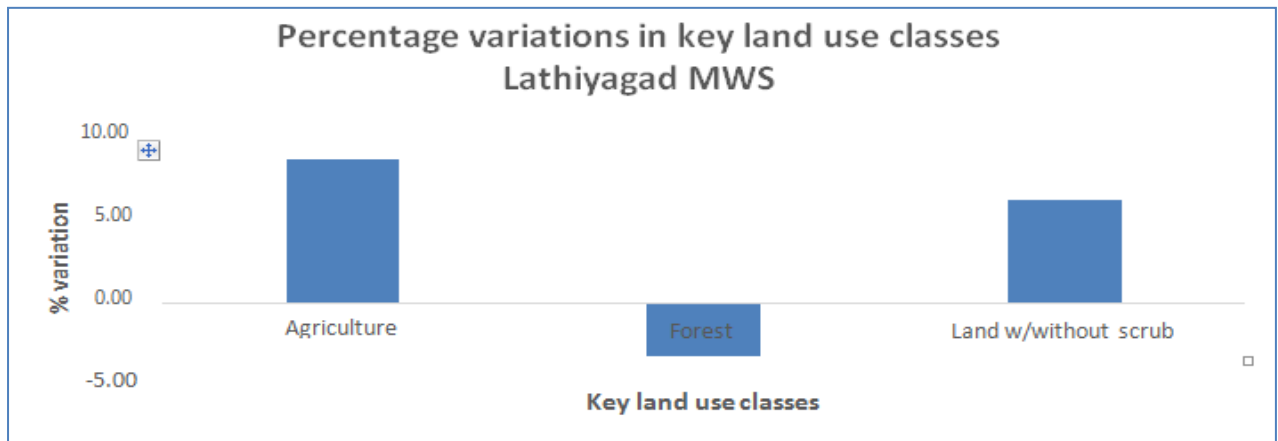 Percentage variations in key land use classes
Lathiyagad MWS
10.00
5.00
0.00
-5.00
% variation
Agriculture
Forest
Land w/without scrub
Key land use classes